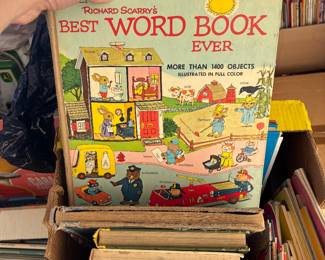 RICHARD SCARRY'S
BEST WORD BOOK
EVER
MORE THAN 1400 OBJECTS
ILLUSTRATED IN FULL COLOR